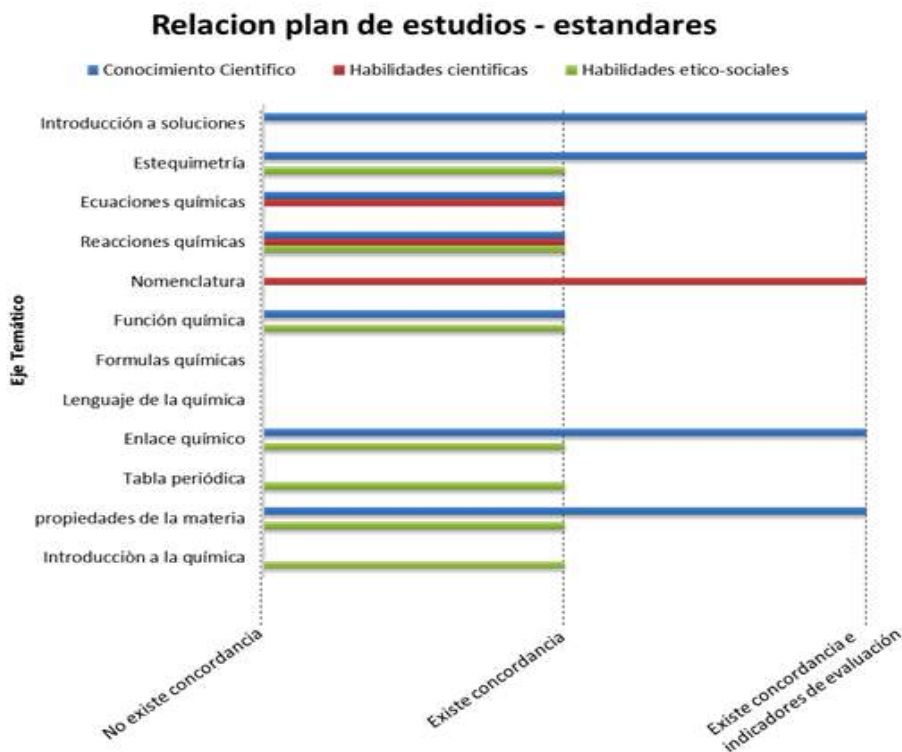 Relacion plan de estudios - estandares
Conocimiento Cientifico Habilidades cientificas Habilidades etico-sociales
Introducción a soluciones
Estequimetría
Ecuaciones químicas
Reacciones químicas
Nomenclatura
Función química
Formulas químicas
Lenguaje de la química
Enlace químico
Tabla periódica
propiedades de la materia
Introducciòn a la química
Eje Temático
No existe concordancia
Existe concordancia
Existe concordancia e
indicadores de evaluación